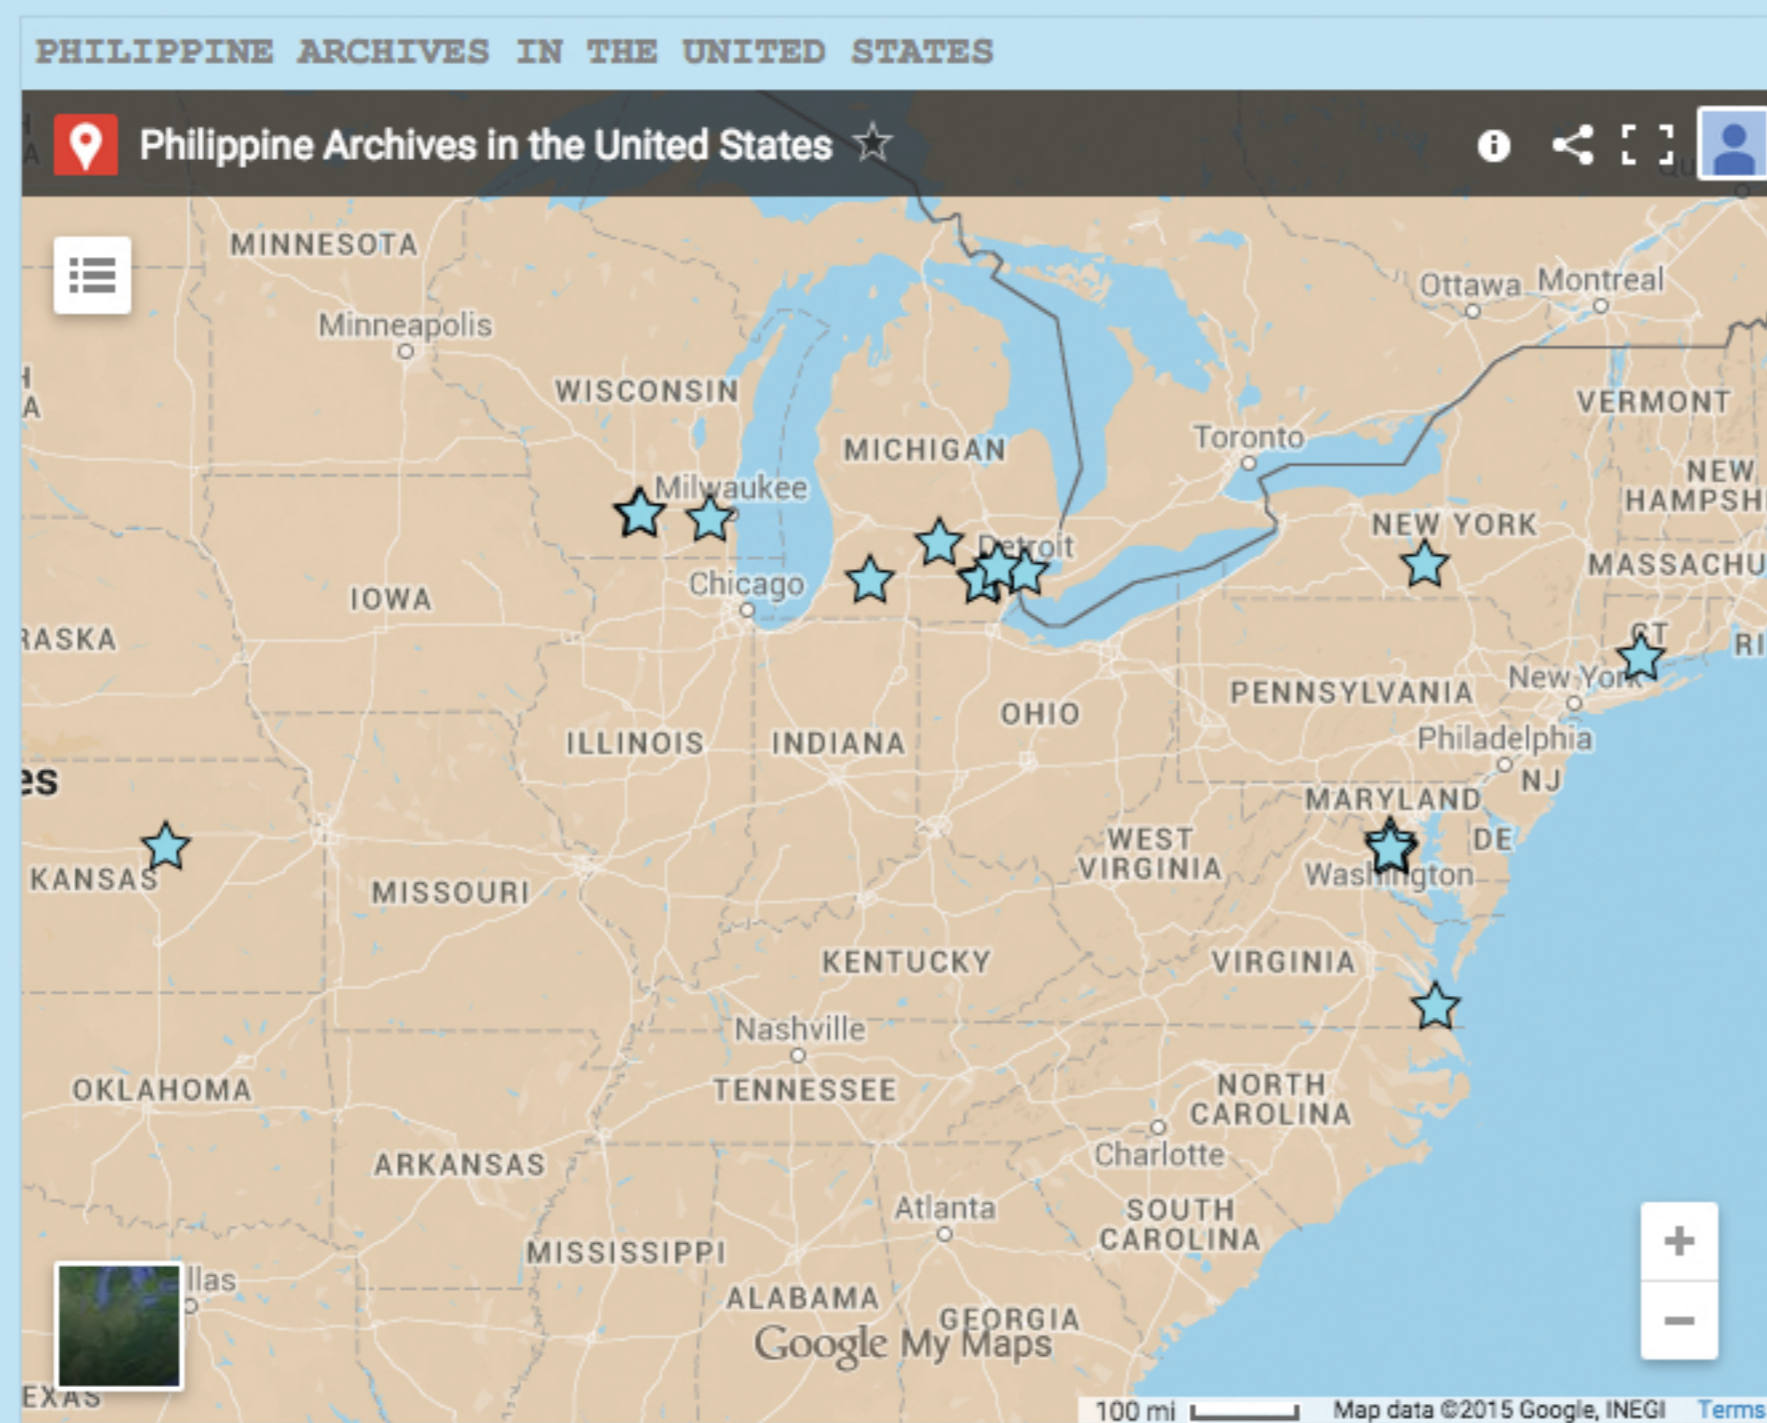 PHILIPPINE ARCHIVES IN THE UNITED STATES
Philippine Archives in the United States
MINNESOTA
Ottawa
Montreal
Minneapolis
WISCONSIN
VERMONT
MICHIGAN
Toronto
NEW
HAMPSHI
Milwaukee
NEW YORK
Detroit
MASSACHU
Chicago
IOWA
RASKA
CT
RI
New York
PENNSYLVANIA
OHIO
ILLINOIS
INDIANA
Philadelphia
NJ
es
MARYLAND
DE
WEST
VIRGINIA
Washington
KANSAS
MISSOURI
KENTUCKY
VIRGINIA
Nashville
TENNESSEE
OKLAHOMA
NORTH
CAROLINA
Charlotte
ARKANSAS
Atlanta
SOUTH
CAROLINA
MISSISSIPPI
llas
ALABAMA
GEORGIA
Google My Maps
EXAS
100 mi
Map data ©2015 Google, INEGI
Terms